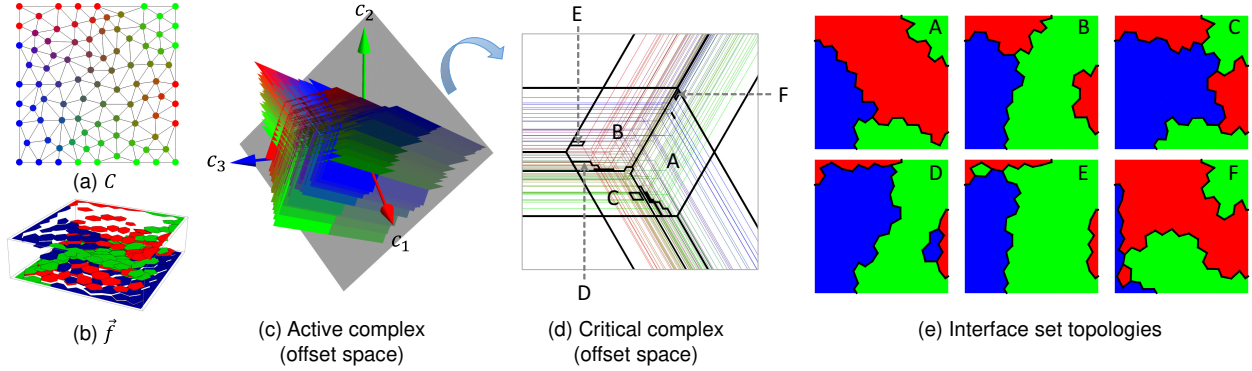 E
c₂
c₃
c₁
F
B
A
C
D
A
B
C
D
E
F
(a) C
(b) f⃗
(c) Active complex
(offset space)
(d) Critical complex
(offset space)
(e) Interface set topologies